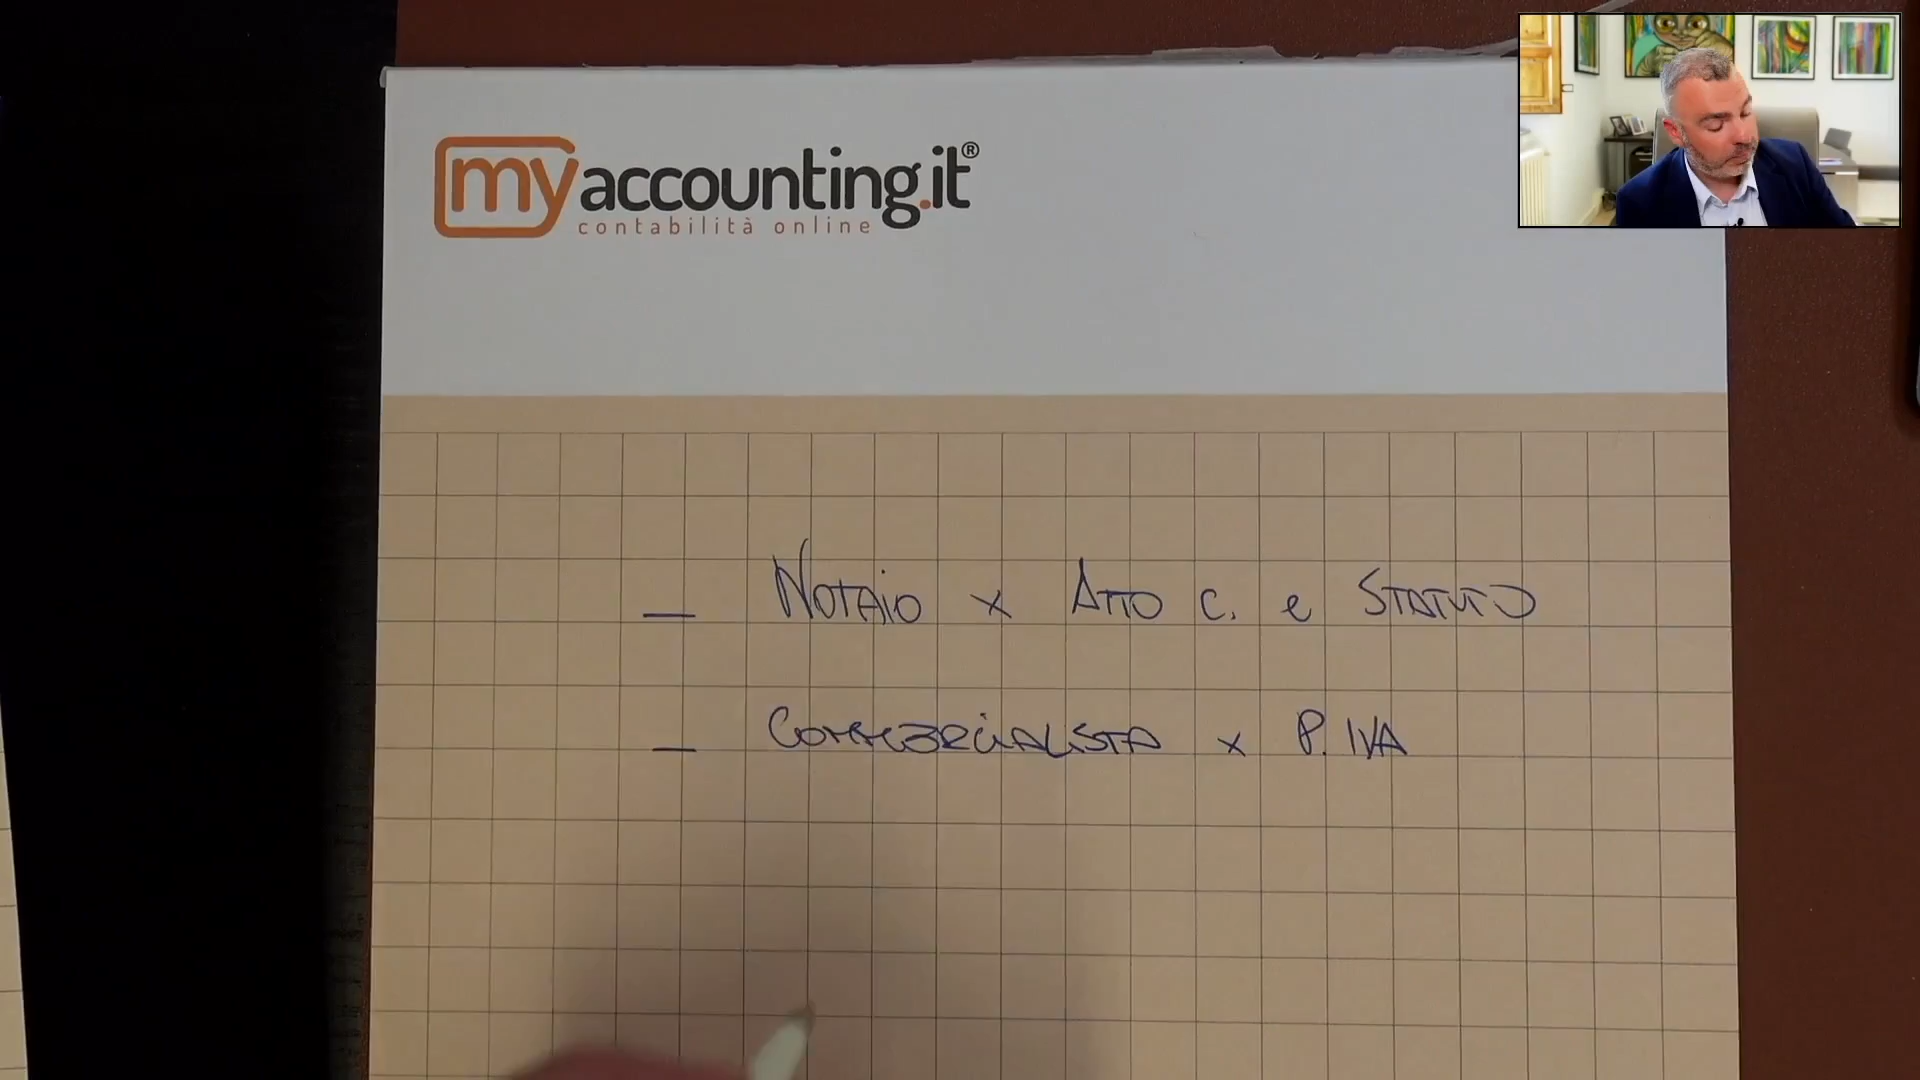 myaccounting.it®
contabilità online
— NOTAIO x ATTO C. e STATUTO
— COMMERCIALISTA x P. IVA